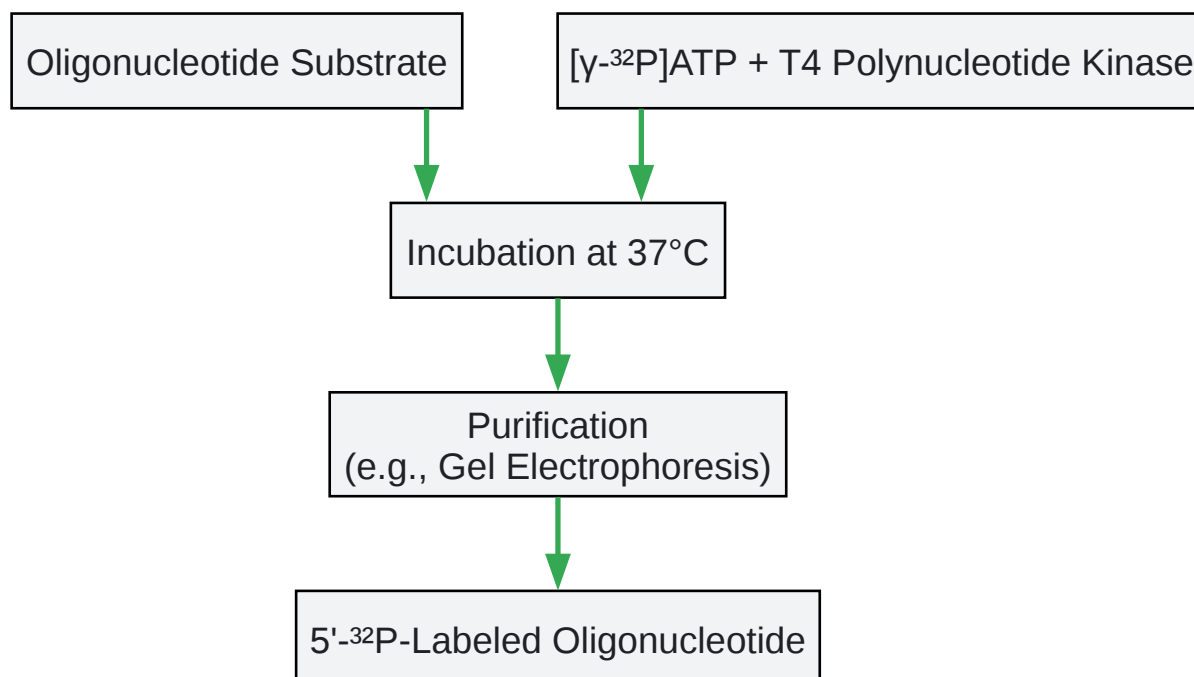 Oligonucleotide Substrate
[γ-³²P]ATP + T4 Polynucleotide Kinase
Incubation at 37°C
Purification
(e.g., Gel Electrophoresis)
5'-³²P-Labeled Oligonucleotide